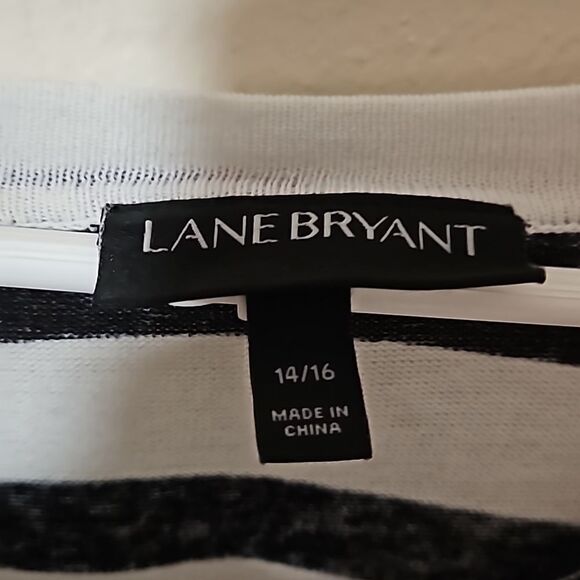 LANE BRYANT
14/16
MADE IN
CHINA